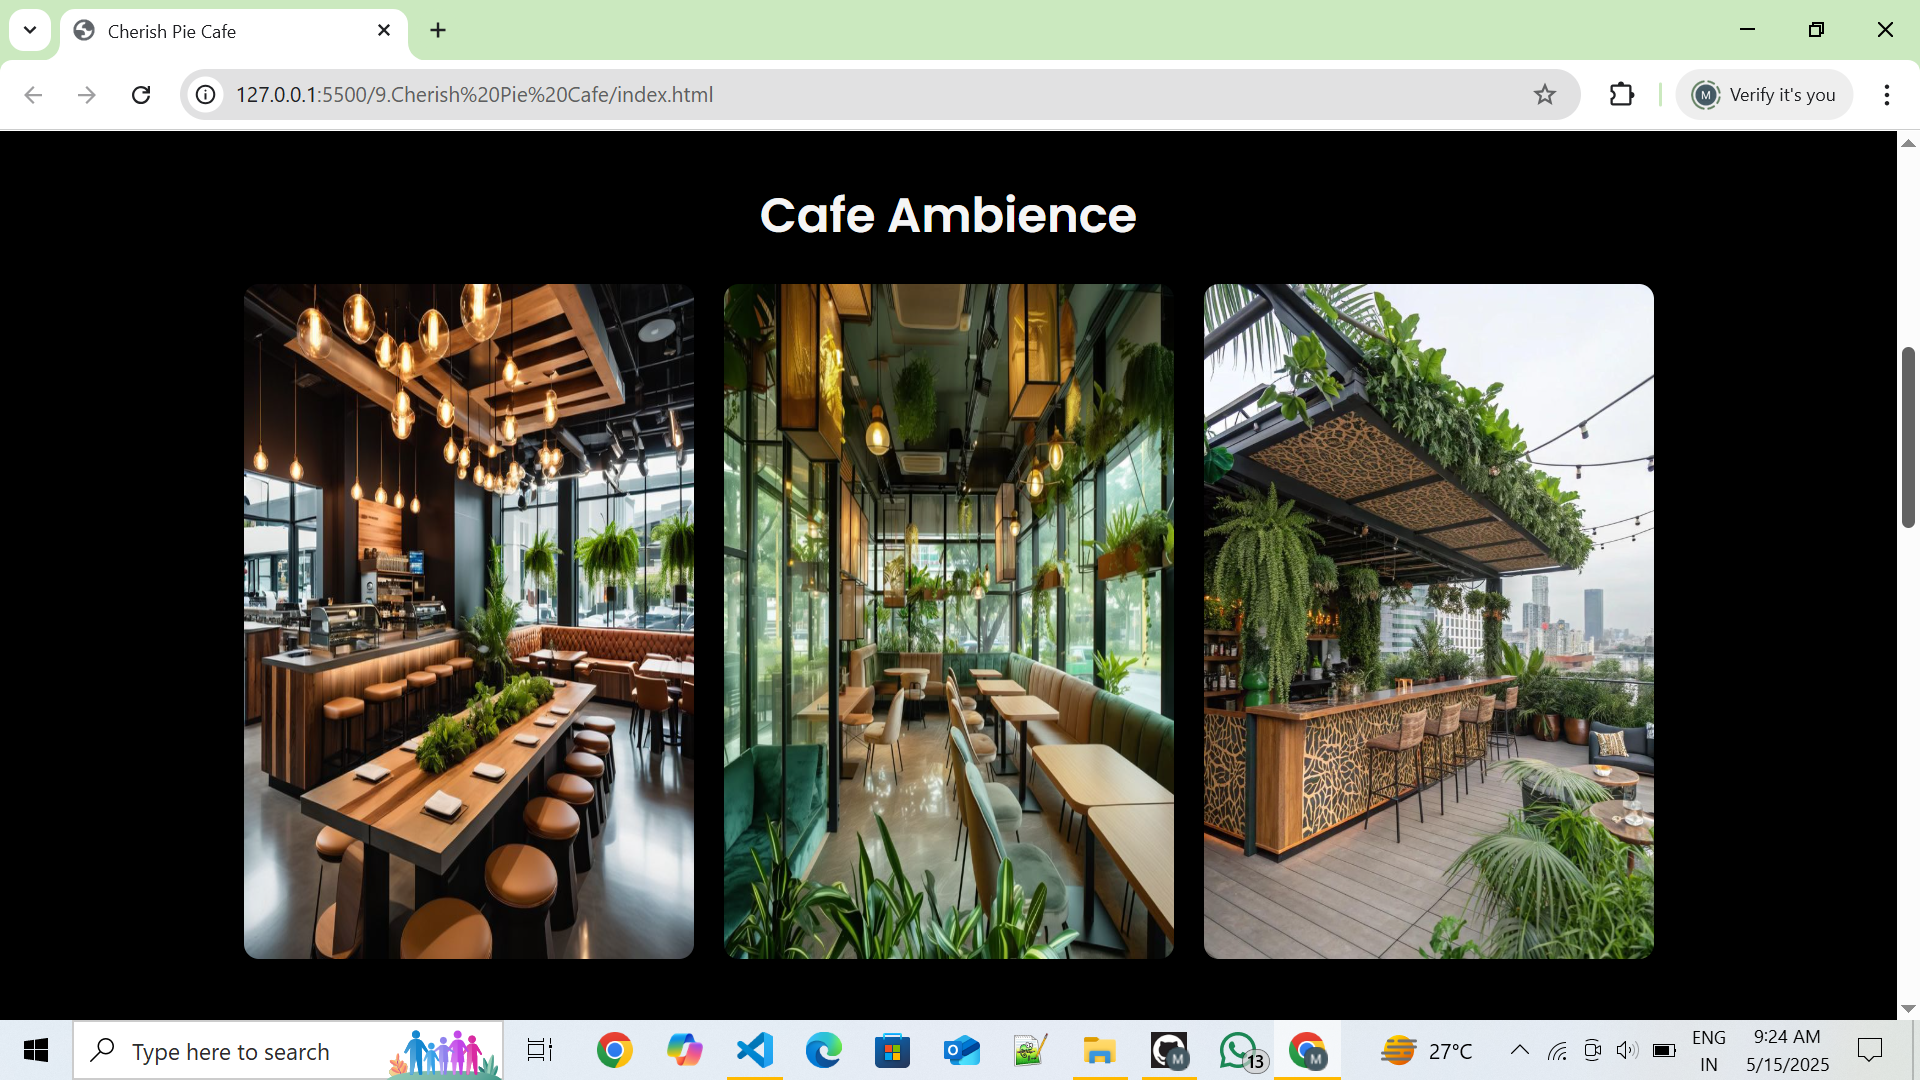 Cherish Pie Cafe
127.0.0.1:5500/9.Cherish%20Pie%20Cafe/index.html
Verify it's you
M
Cafe Ambience
Type here to search
M
13
M
27°C
ENG
IN
9:24 AM
5/15/2025